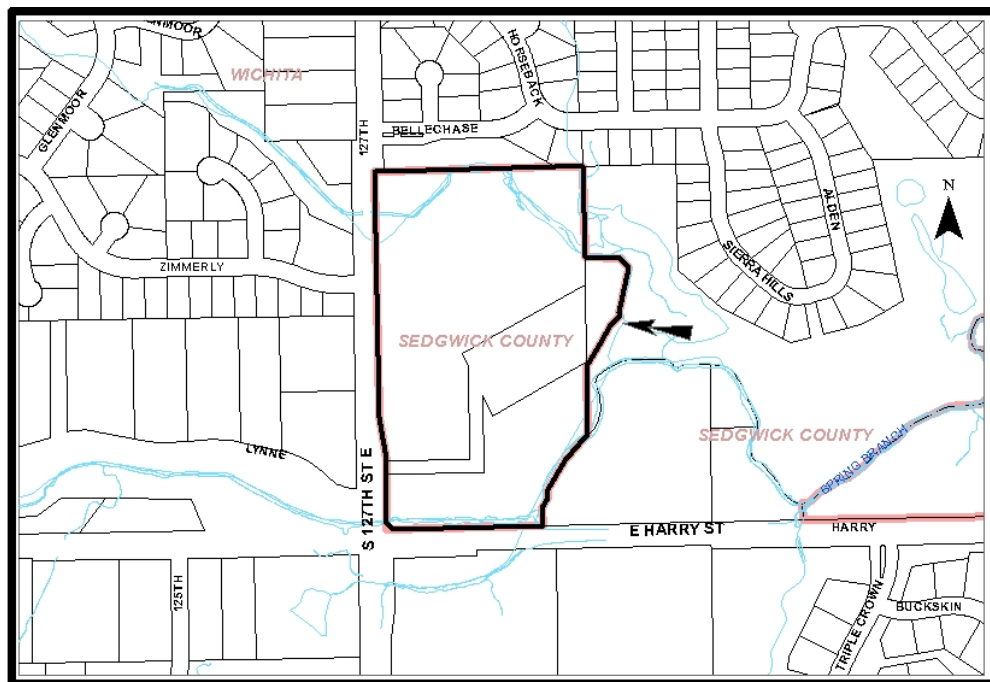 GLENMOOR
WICHITA
HORSEBACK
GLENMOOR
127TH
BELLECHASE
ALDEN
N
ZIMMERLY
SIERRA HILLS
SEDGWICK COUNTY
SEDGWICK COUNTY
LYNNE
SPRING BRANCH
S 127TH ST E
E HARRY ST
HARRY
125TH
TRIPLE CROWN
BUCKSKIN